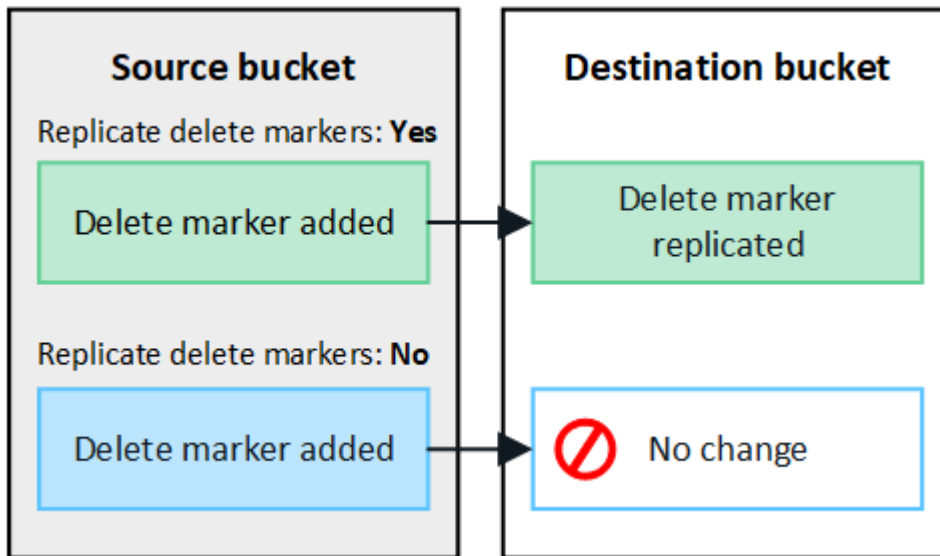 Source bucket
Replicate delete markers: Yes
Delete marker added
Replicate delete markers: No
Delete marker added
Destination bucket
Delete marker
replicated
No change